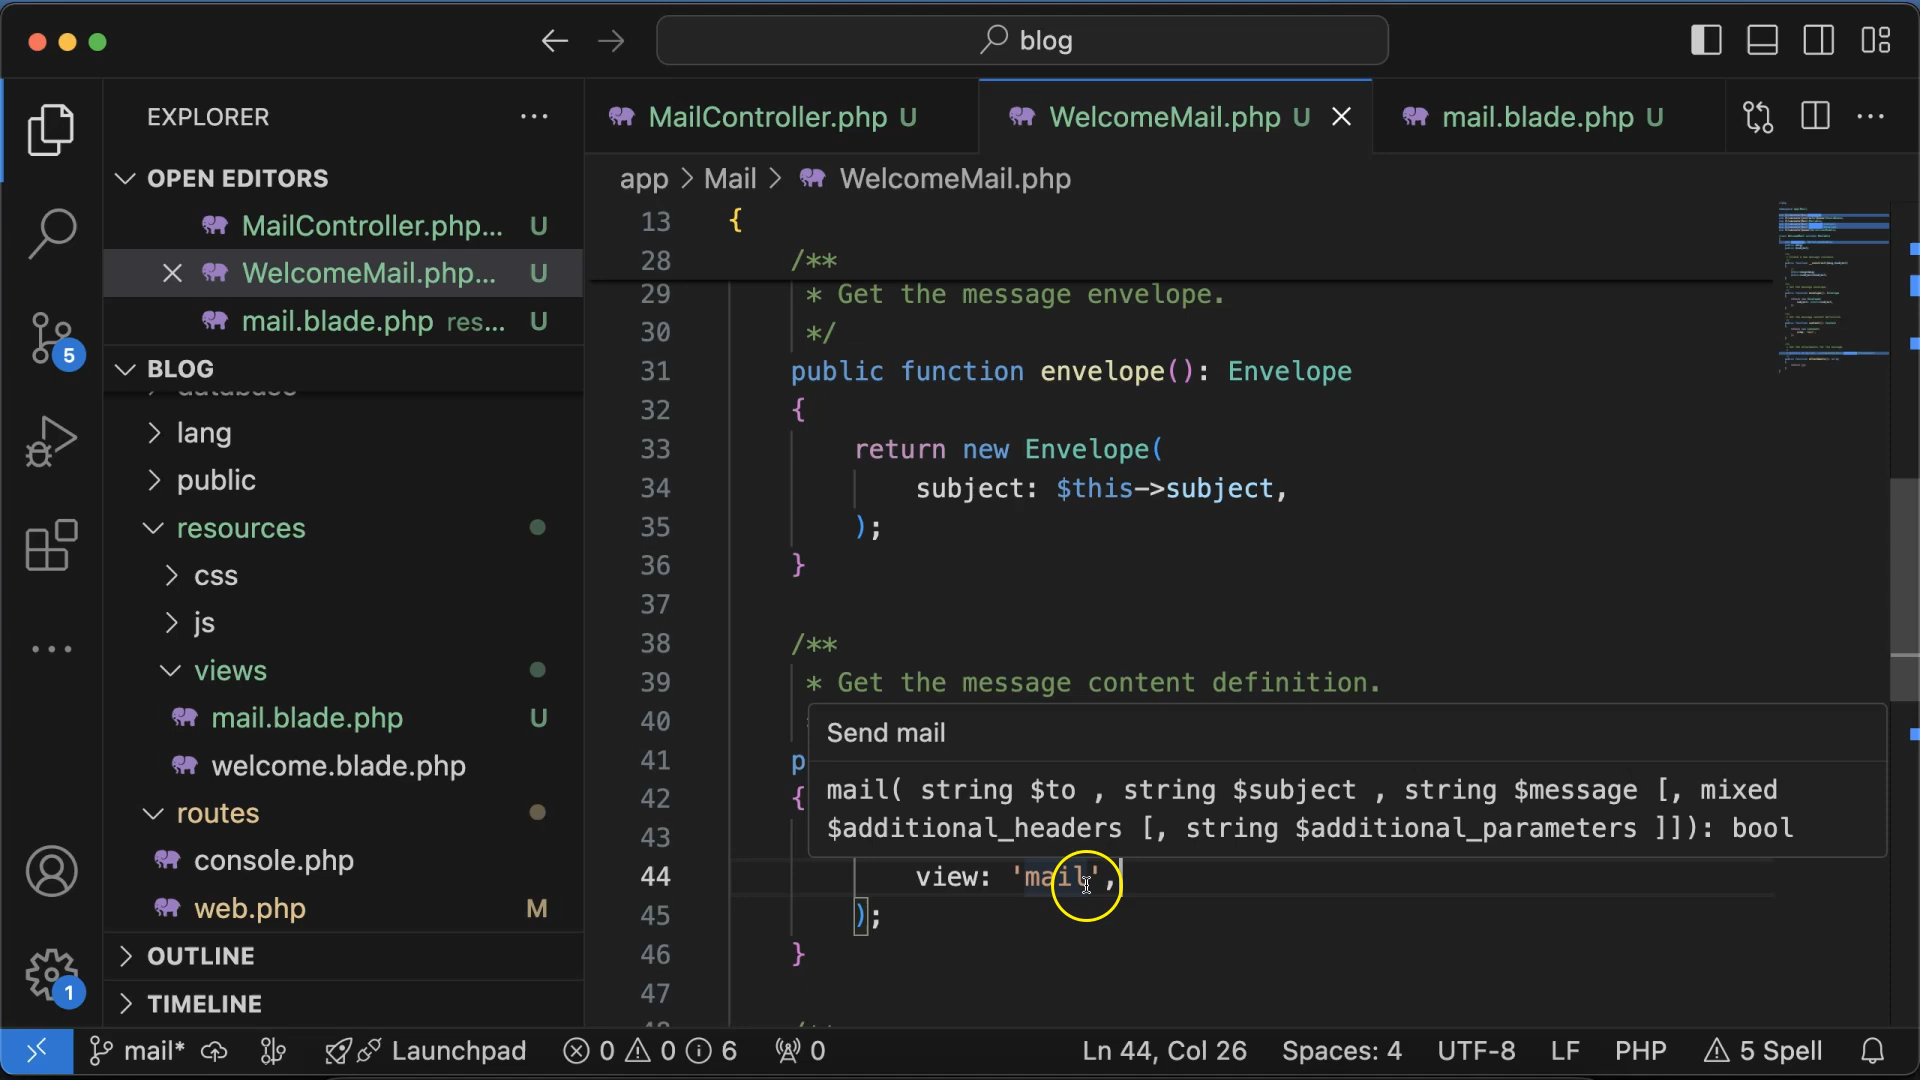 blog
EXPLORER
MailController.php U
WelcomeMail.php U
mail.blade.php U
OPEN EDITORS
MailController.php... U
WelcomeMail.php... U
mail.blade.php res... U
BLOG
database
lang
public
resources
css
js
views
mail.blade.php U
welcome.blade.php
routes
console.php
web.php M
OUTLINE
TIMELINE
5
1
app > Mail > WelcomeMail.php
13 {
28 /**
29 * Get the message envelope.
30 */
31 public function envelope(): Envelope
32 {
33 return new Envelope(
34 subject: $this->subject,
35 );
36 }
37
38 /**
39 * Get the message content definition.
40
41 p
42 {
43
Send mail
mail( string $to , string $subject , string $message [, mixed
$additional_headers [, string $additional_parameters ]]): bool
44 view: 'mail',
45 );
46 }
47
48 /**
mail* Launchpad 0 0 6 0 Ln 44, Col 26 Spaces: 4 UTF-8 LF PHP 5 Spell